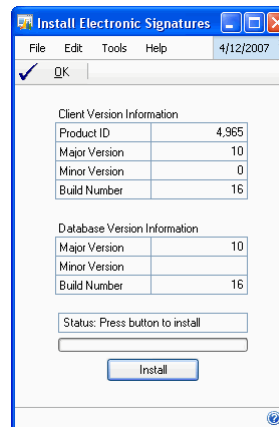 Install Electronic Signatures
File Edit Tools Help 4/12/2007
OK
Client Version Information
Product ID 4,965
Major Version 10
Minor Version 0
Build Number 16
Database Version Information
Major Version 10
Minor Version
Build Number 16
Status: Press button to install
Install